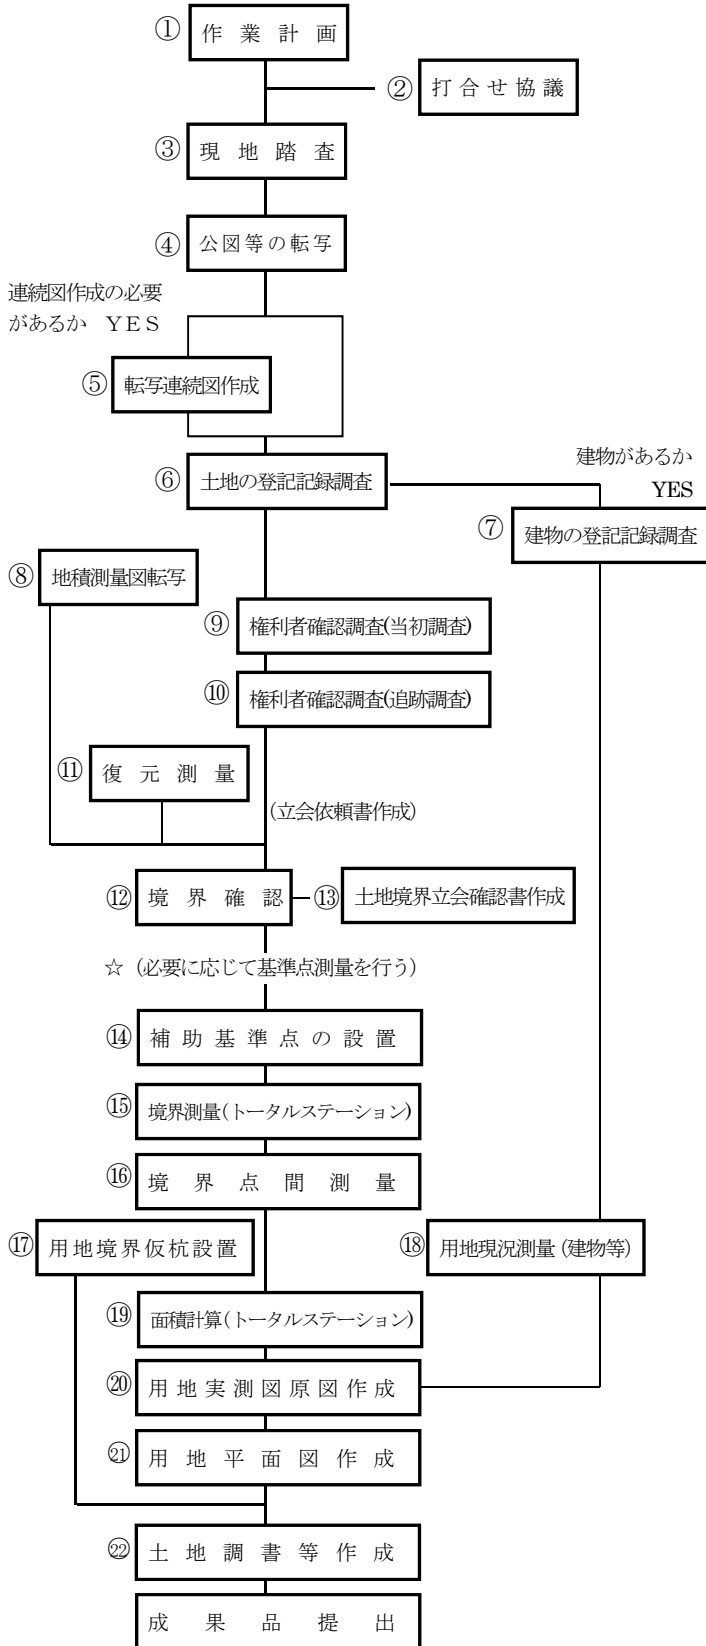 ① 作業計画
② 打合せ協議
③ 現地踏査
④ 公図等の転写
連続図作成の必要
があるか YES
⑤ 転写連続図作成
⑥ 土地の登記記録調査
建物があるか
YES
⑦ 建物の登記記録調査
⑧ 地積測量図転写
⑨ 権利者確認調査(当初調査)
⑩ 権利者確認調査(追跡調査)
⑪ 復元測量
(立会依頼書作成)
⑫ 境界確認
⑬ 土地境界立会確認書作成
☆ (必要に応じて基準点測量を行う)
⑭ 補助基準点の設置
⑮ 境界測量(トータルステーション)
⑯ 境界点間測量
⑰ 用地境界仮杭設置
⑱ 用地現況測量(建物等)
⑲ 面積計算(トータルステーション)
⑳ 用地実測図原図作成
㉑ 用地平面図作成
㉒ 土地調書等作成
成果品提出